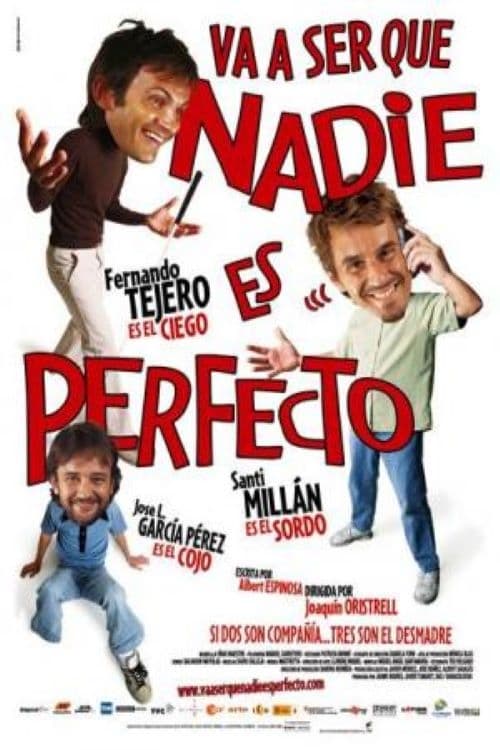 VA A SER QUE
NADIE
ES
PERFECTO
Fernando
TEJERO
ES EL CIEGO
Santi
MILLÁN
ES EL SORDO
Jose L.
GARCÍA PÉREZ
ES EL COJO
ESCRITA POR
Albert ESPINOSA
DIRIGIDA POR
Joaquín ORISTRELL
SI DOS SON COMPAÑÍA...TRES SON EL DESMADRE
www.vaaserquenadieesperfecto.com
arte